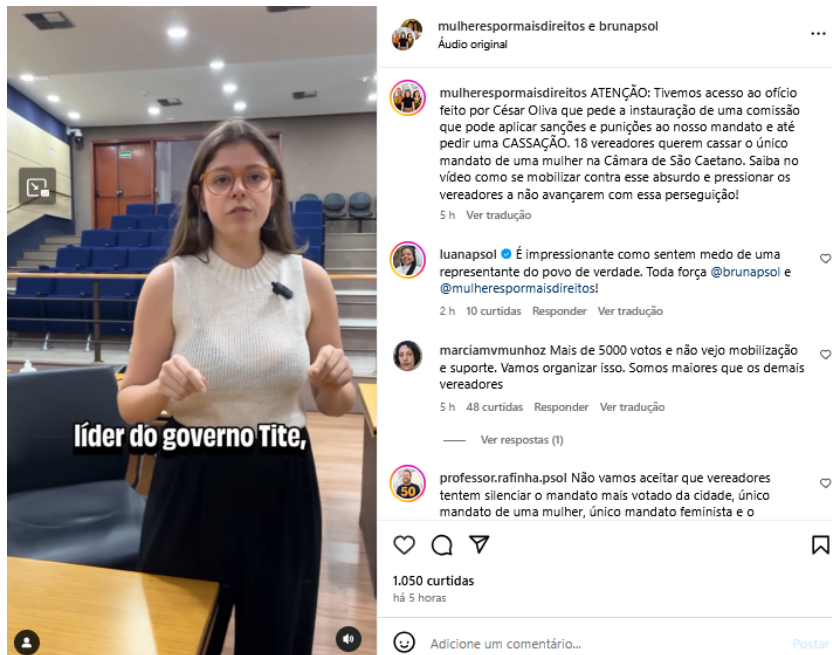 mulherespormaisdireitos e brunapsol
Áudio original
mulherespormaisdireitos ATENÇÃO: Tivemos acesso ao ofício
feito por César Oliva que pede a instauração de uma comissão
que pode aplicar sanções e punições ao nosso mandato e até
pedir uma CASSAÇÃO. 18 vereadores querem cassar o único
mandato de uma mulher na Câmara de São Caetano. Saiba no
vídeo como se mobilizar contra esse absurdo e pressionar os
vereadores a não avançarem com essa perseguição!
5 h Ver tradução
luanapsol É impressionante como sentem medo de uma
representante do povo de verdade. Toda força @brunapsol e
@mulherespormaisdireitos!
2 h 10 curtidas Responder Ver tradução
marciamvmunhoz Mais de 5000 votos e não vejo mobilização
e suporte. Vamos organizar isso. Somos maiores que os demais
vereadores
5 h 48 curtidas Responder Ver tradução
Ver respostas (1)
50
professor.rafinha.psol Não vamos aceitar que vereadores
tentem silenciar o mandato mais votado da cidade, único
mandato de uma mulher, único mandato feminista e o
1.050 curtidas
há 5 horas
Adicione um comentário...
Postar
líder do governo Tite,